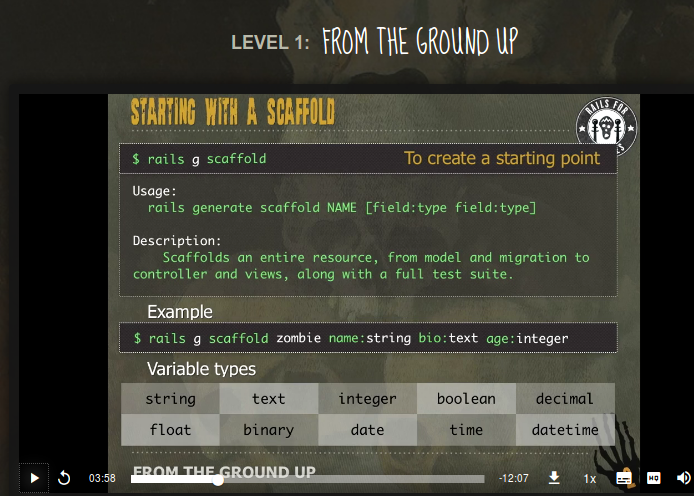 LEVEL 1: FROM THE GROUND UP
STARTING WITH A SCAFFOLD
RAILS FOR
$ rails g scaffold To create a starting point
Usage:
rails generate scaffold NAME [field:type field:type]
Description:
Scaffolds an entire resource, from model and migration to
controller and views, along with a full test suite.
Example
$ rails g scaffold zombie name:string bio:text age:integer
Variable types
string text integer boolean decimal
float binary date time datetime
FROM THE GROUND UP
03:58 -12:07 1x HQ